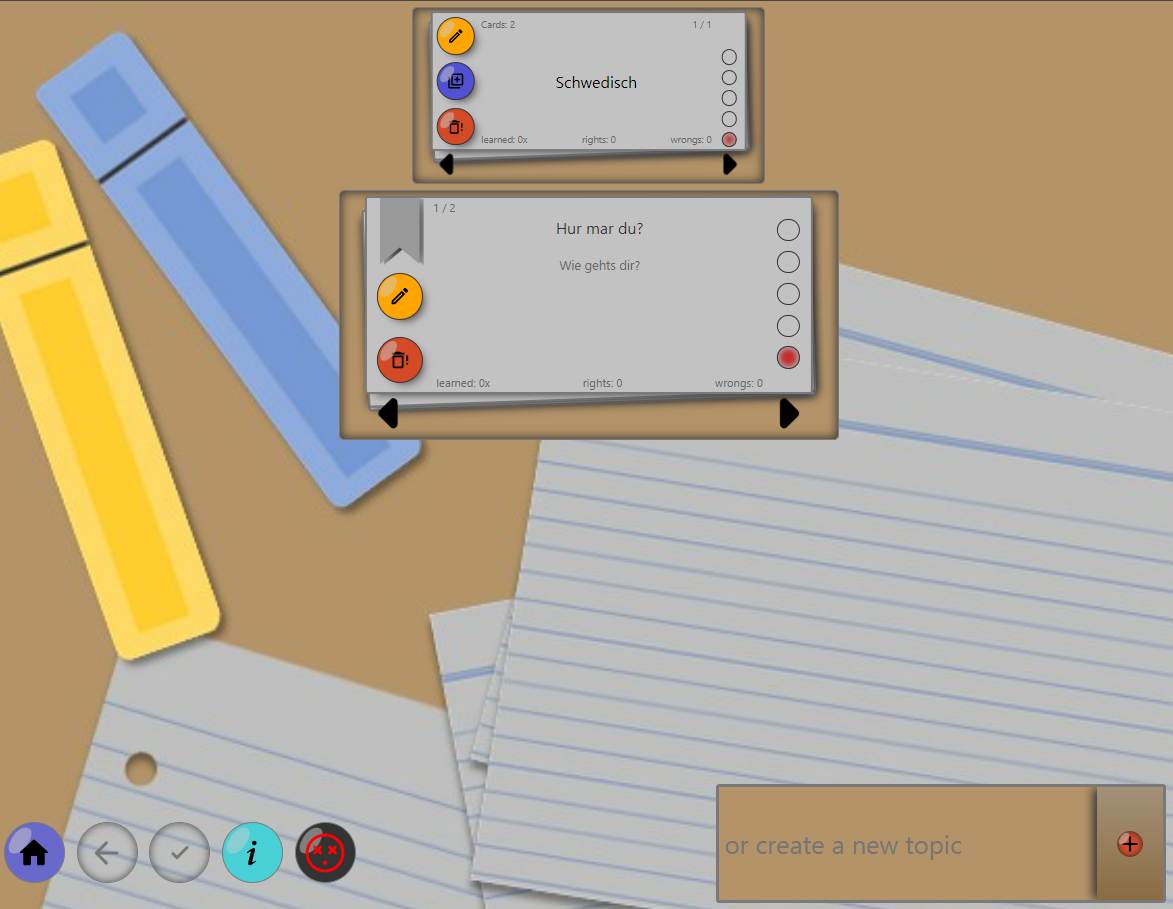 Cards: 2
1 / 1
Schwedisch
learned: 0x
rights: 0
wrongs: 0
1 / 2
Hur mar du?
Wie gehts dir?
learned: 0x
rights: 0
wrongs: 0
i
or create a new topic